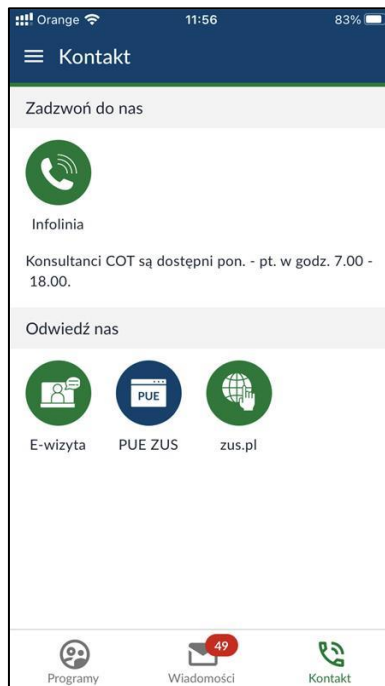 Orange
11:56
83%
Kontakt
Zadzwoń do nas
Infolinia
Konsultanci COT są dostępni pon. - pt. w godz. 7.00 -
18.00.
Odwiedź nas
PUE
E-wizyta PUE ZUS zus.pl
49
Programy Wiadomości Kontakt